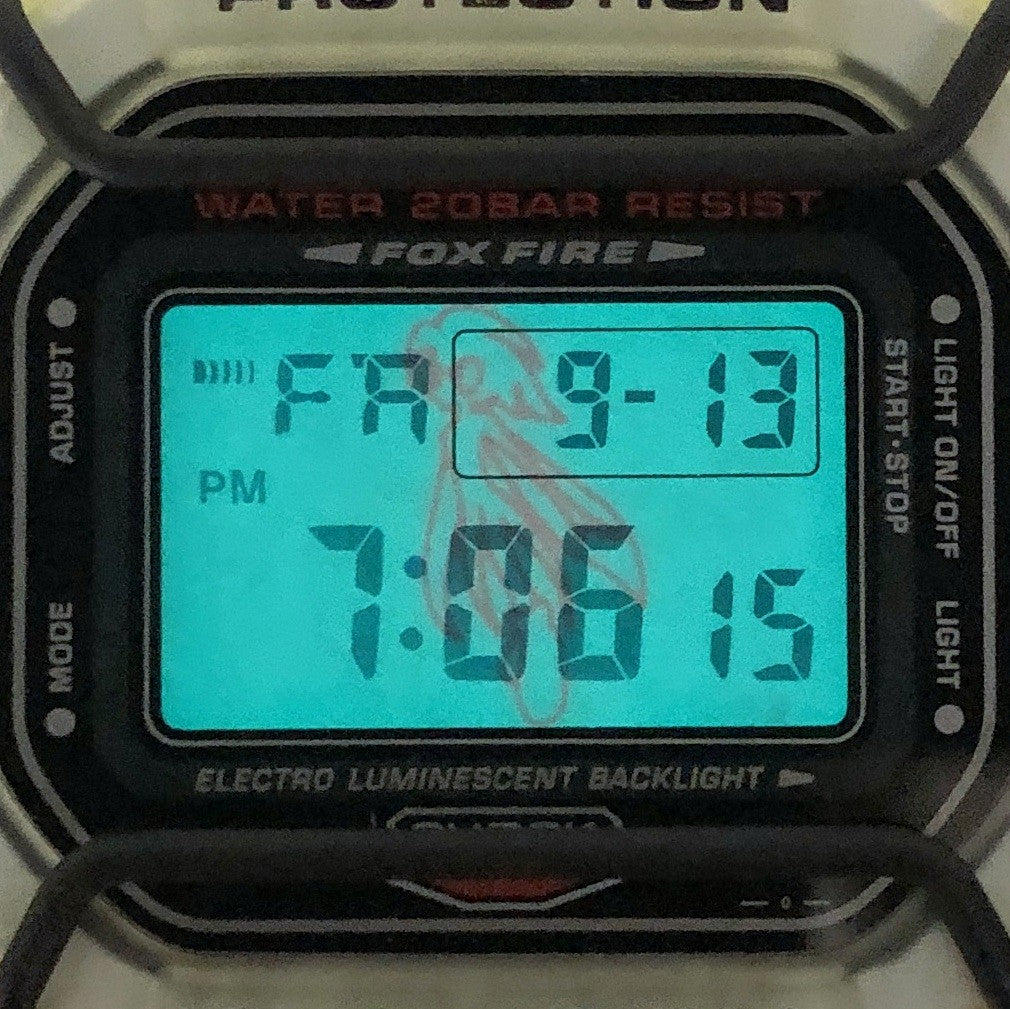 PROTECTION
WATER 20BAR RESIST
FOX FIRE
ADJUST
MODE
FR 9-13
PM
7:06 15
START·STOP
LIGHT ON/OFF
LIGHT
ELECTRO LUMINESCENT BACKLIGHT